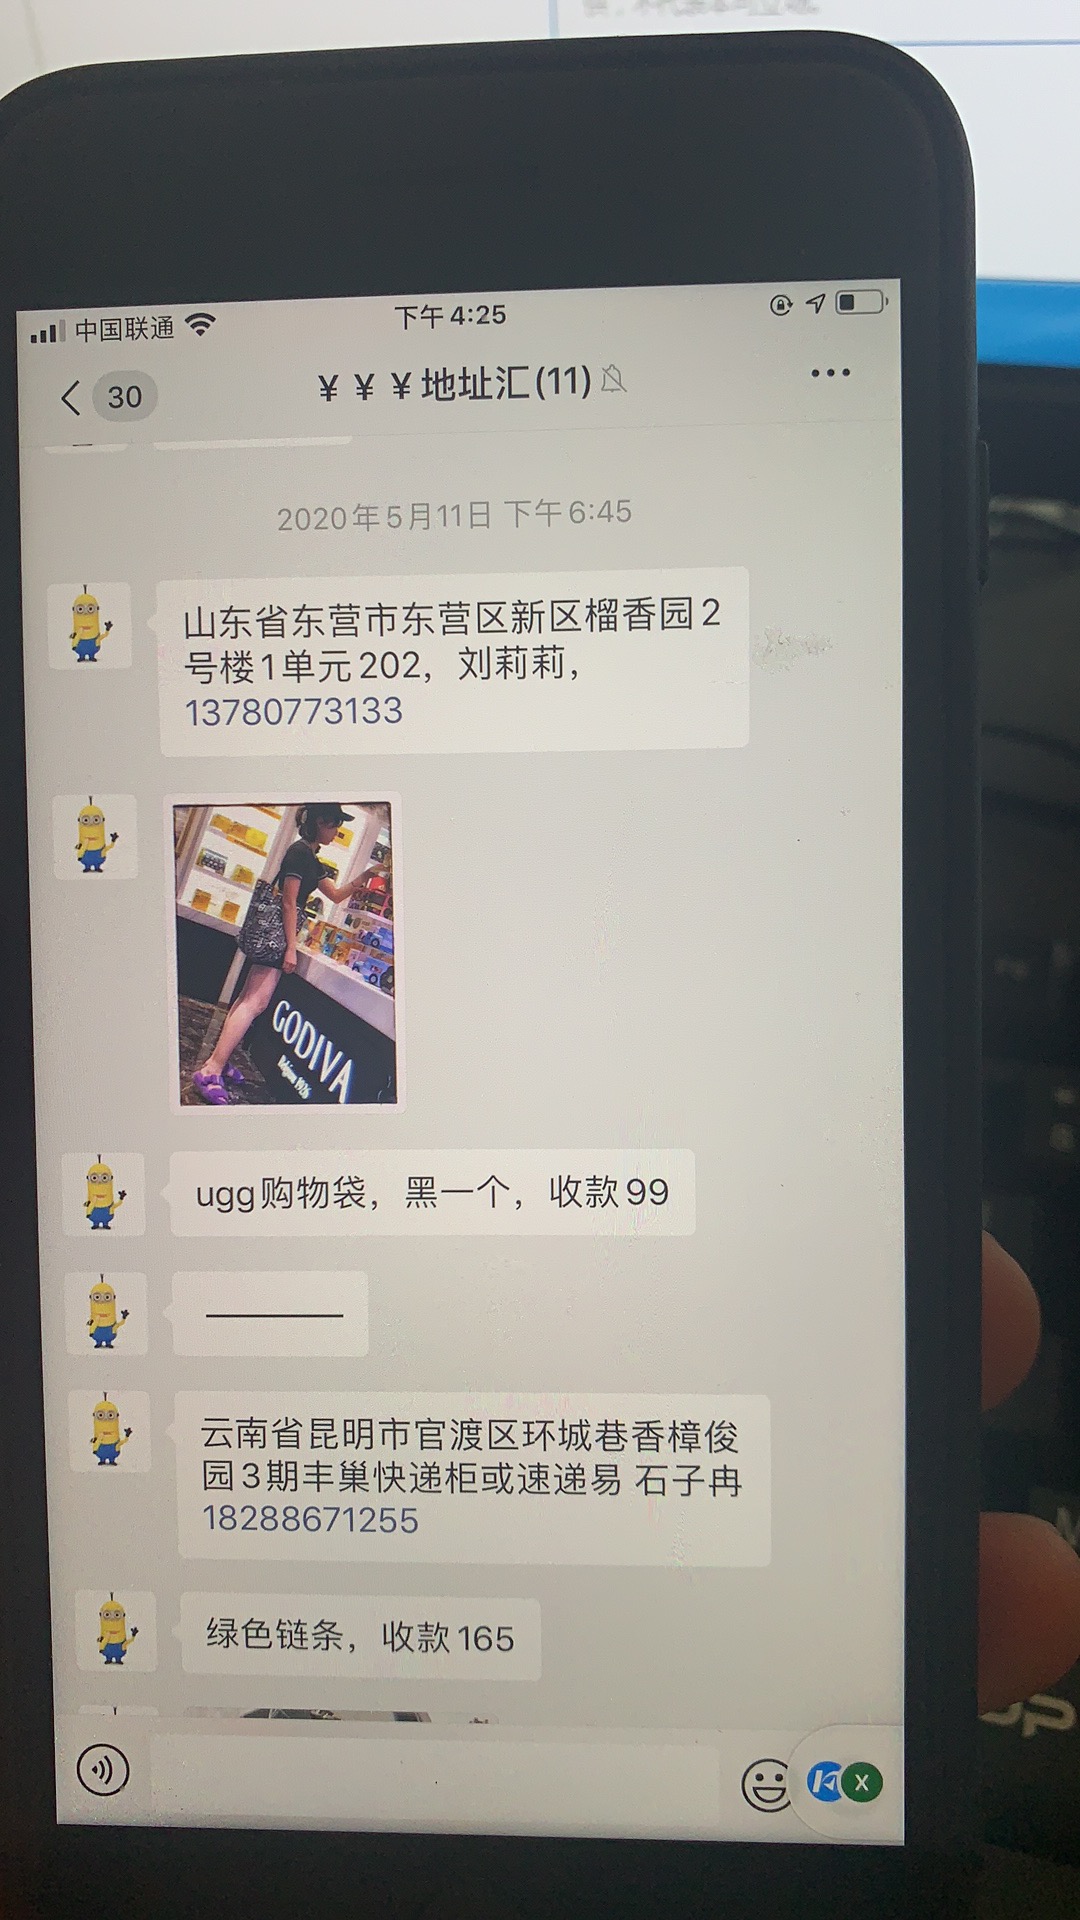 中国联通
下午4:25
30
¥ ¥ ¥地址汇(11)
2020年5月11日 下午6:45
山东省东营市东营区新区榴香园2
号楼1单元202，刘莉莉，
13780773133
GODIVA
Belgium 1926
ugg购物袋，黑一个，收款99
云南省昆明市官渡区环城巷香樟俊
园3期丰巢快递柜或速递易 石子冉
18288671255
绿色链条，收款165
X